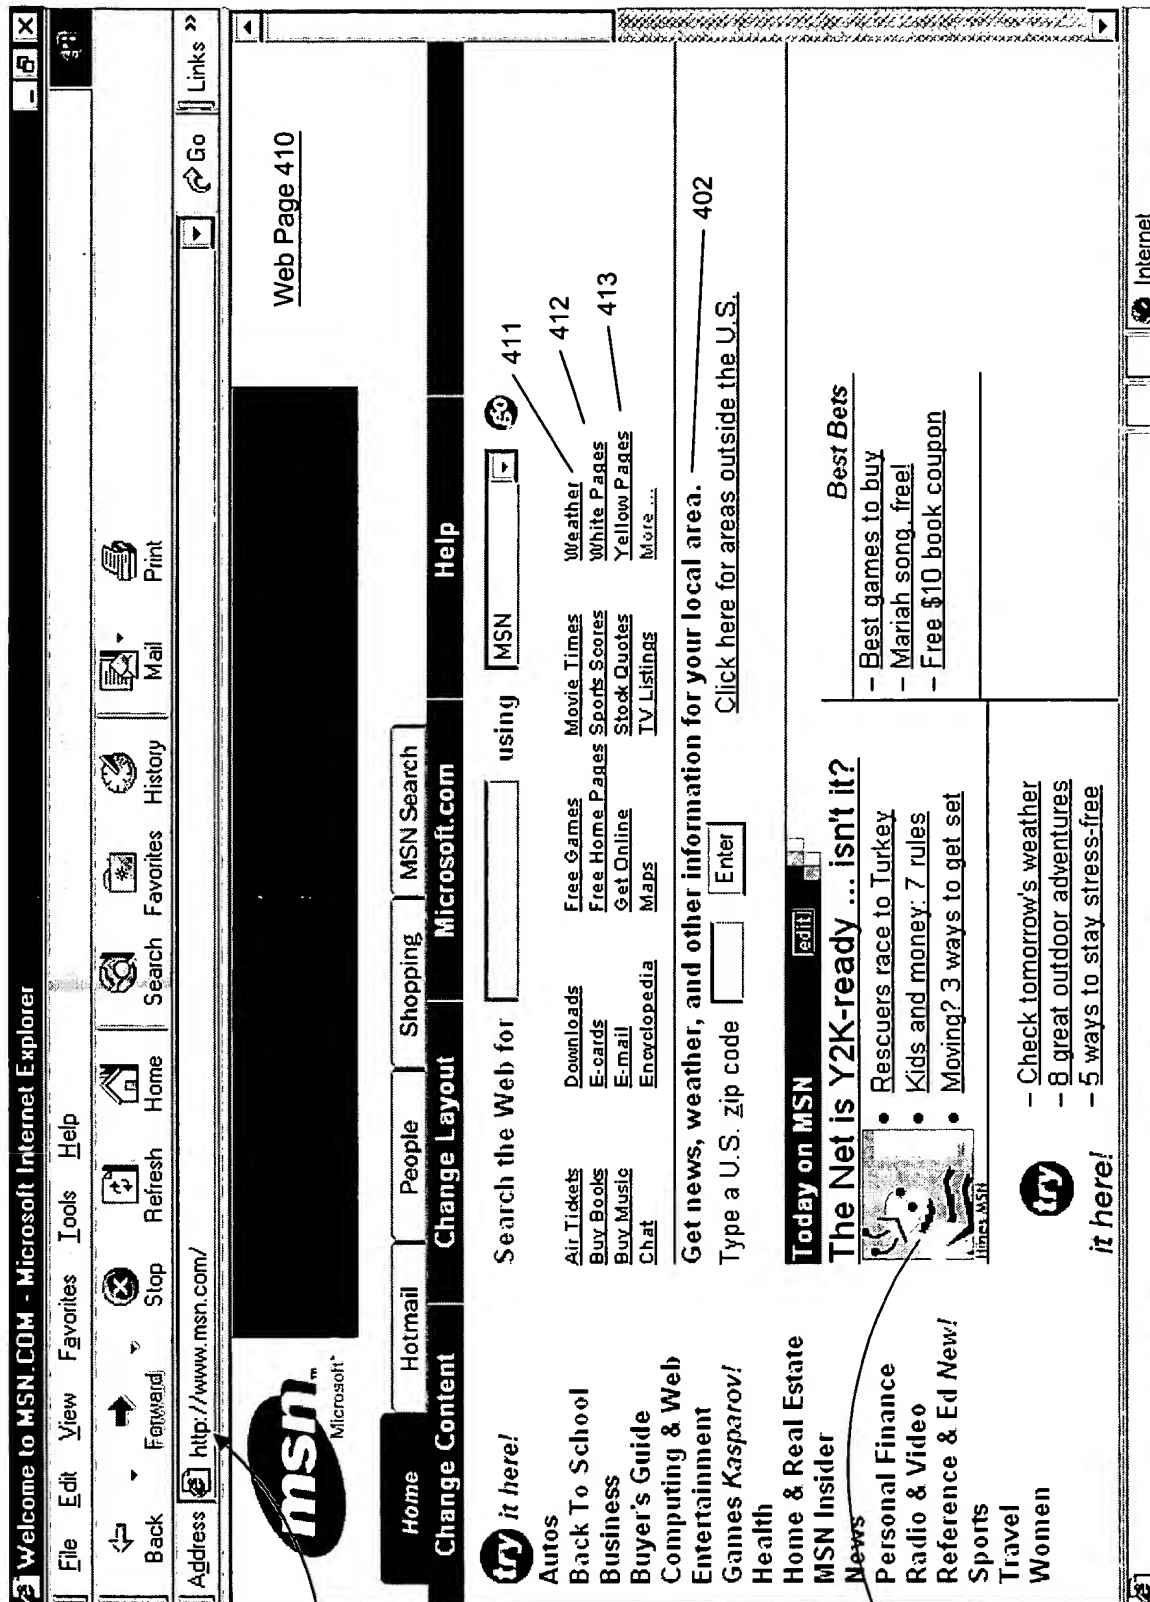 Welcome to MSN.COM - Microsoft Internet Explorer
File Edit View Favorites Tools Help
Back Forward Stop Refresh Home Search Favorites History Mail Print
Address http://www.msn.com/ Go Links »
Web Page 410
msn™
Microsoft
Home Hotmail People Shopping MSN Search
Change Content Change Layout Microsoft.com Help
try it here!
Autos
Back To School
Business
Buyer's Guide
Computing & Web
Entertainment
Games Kasparov!
Health
Home & Real Estate
MSN Insider
News
Personal Finance
Radio & Video
Reference & Ed New!
Sports
Travel
Women
Search the Web for using MSN go
Air Tickets Downloads Free Games Movie Times Weather 411
Buy Books E-cards Free Home Pages Sports Scores White Pages 412
Buy Music E-mail Get Online Stock Quotes Yellow Pages 413
Chat Encyclopedia Maps TV Listings More ...
Get news, weather, and other information for your local area. 402
Type a U.S. zip code Enter Click here for areas outside the U.S.
Today on MSN edit
The Net is Y2K-ready ... isn't it?
• Rescuers race to Turkey
• Kids and money: 7 rules
• Moving? 3 ways to get set
MSN
Best Bets
– Best games to buy
– Mariah song, free!
– Free $10 book coupon
try it here!
– Check tomorrow's weather
– 8 great outdoor adventures
– 5 ways to stay stress-free
Internet